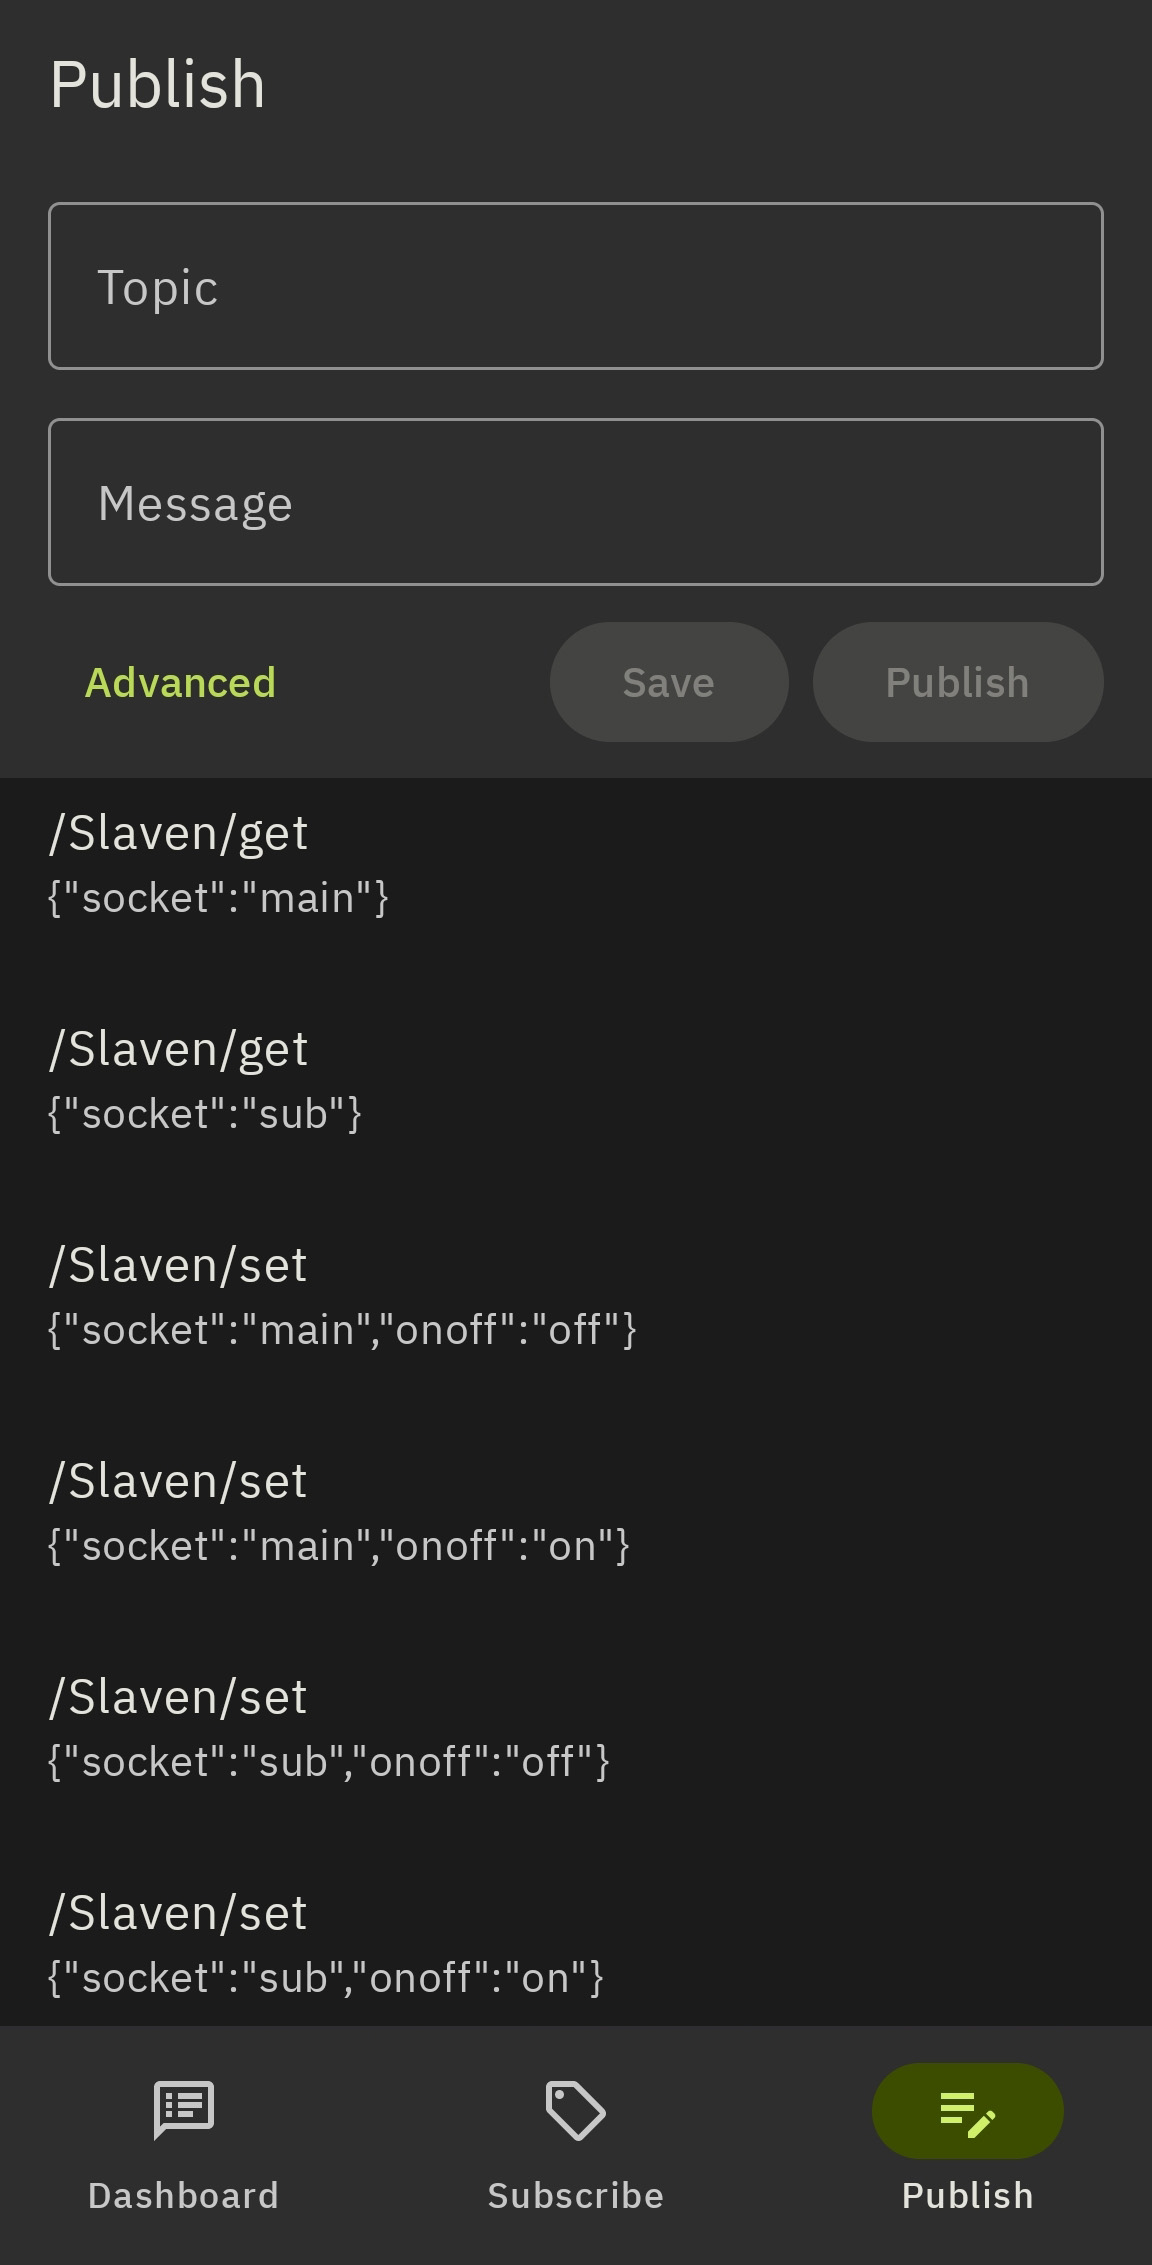 Publish
Topic
Message
Advanced
Save
Publish
/Slaven/get
{"socket":"main"}
/Slaven/get
{"socket":"sub"}
/Slaven/set
{"socket":"main","onoff":"off"}
/Slaven/set
{"socket":"main","onoff":"on"}
/Slaven/set
{"socket":"sub","onoff":"off"}
/Slaven/set
{"socket":"sub","onoff":"on"}
Dashboard
Subscribe
Publish